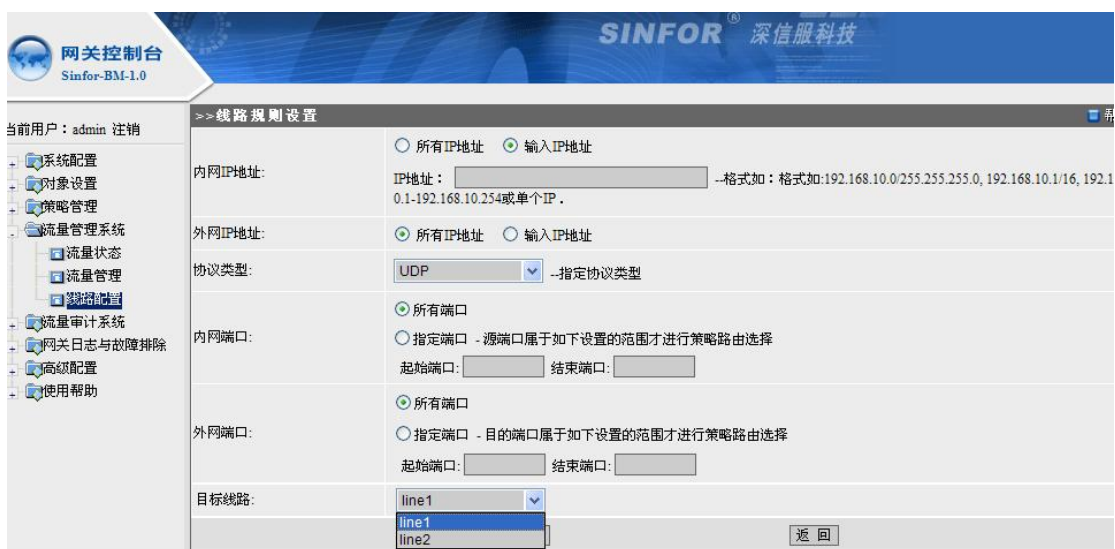 SINFOR® 深信服科技
网关控制台
Sinfor-BM-1.0
当前用户：admin 注销
系统配置
对象设置
策略管理
流量管理系统
流量状态
流量管理
线路配置
流量审计系统
网关日志与故障排除
高级配置
使用帮助
>>线路规则设置
内网IP地址:
所有IP地址 输入IP地址
IP地址： --格式如：格式如:192.168.10.0/255.255.255.0, 192.168.10.1/16, 192.1
0.1-192.168.10.254或单个IP．
外网IP地址:
所有IP地址 输入IP地址
协议类型:
UDP --指定协议类型
内网端口:
所有端口
指定端口 - 源端口属于如下设置的范围才进行策略路由选择
起始端口: 结束端口:
外网端口:
所有端口
指定端口 - 目的端口属于如下设置的范围才进行策略路由选择
起始端口: 结束端口:
目标线路:
line1
line1
line2
返 回